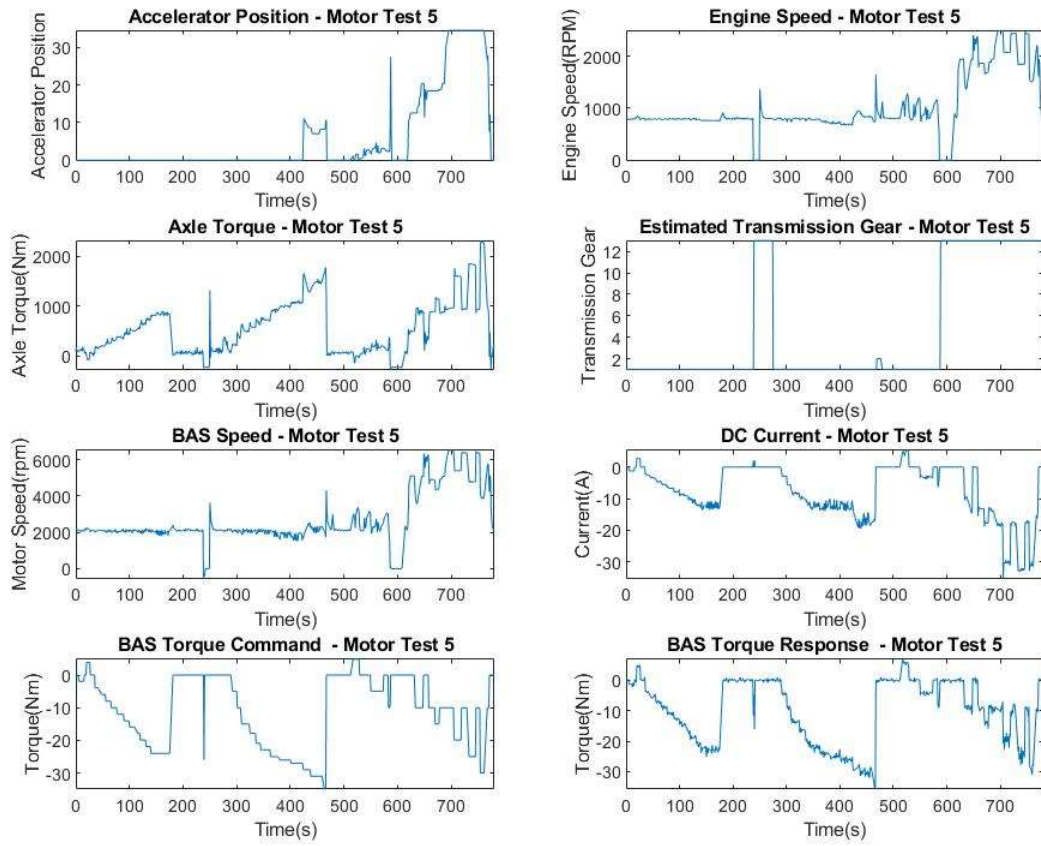 Accelerator Position - Motor Test 5
Accelerator Position
30
20
10
0
0 100 200 300 400 500 600 700
Time(s)
Engine Speed - Motor Test 5
Engine Speed(RPM)
2000
1000
0
0 100 200 300 400 500 600 700
Time(s)
Axle Torque - Motor Test 5
Axle Torque(Nm)
2000
1000
0
0 100 200 300 400 500 600 700
Time(s)
Estimated Transmission Gear - Motor Test 5
Transmission Gear
12
10
8
6
4
2
0 100 200 300 400 500 600 700
Time(s)
BAS Speed - Motor Test 5
Motor Speed(rpm)
6000
4000
2000
0
0 100 200 300 400 500 600 700
Time(s)
DC Current - Motor Test 5
Current(A)
0
-10
-20
-30
0 100 200 300 400 500 600 700
Time(s)
BAS Torque Command - Motor Test 5
Torque(Nm)
0
-10
-20
-30
0 100 200 300 400 500 600 700
Time(s)
BAS Torque Response - Motor Test 5
Torque(Nm)
0
-10
-20
-30
0 100 200 300 400 500 600 700
Time(s)